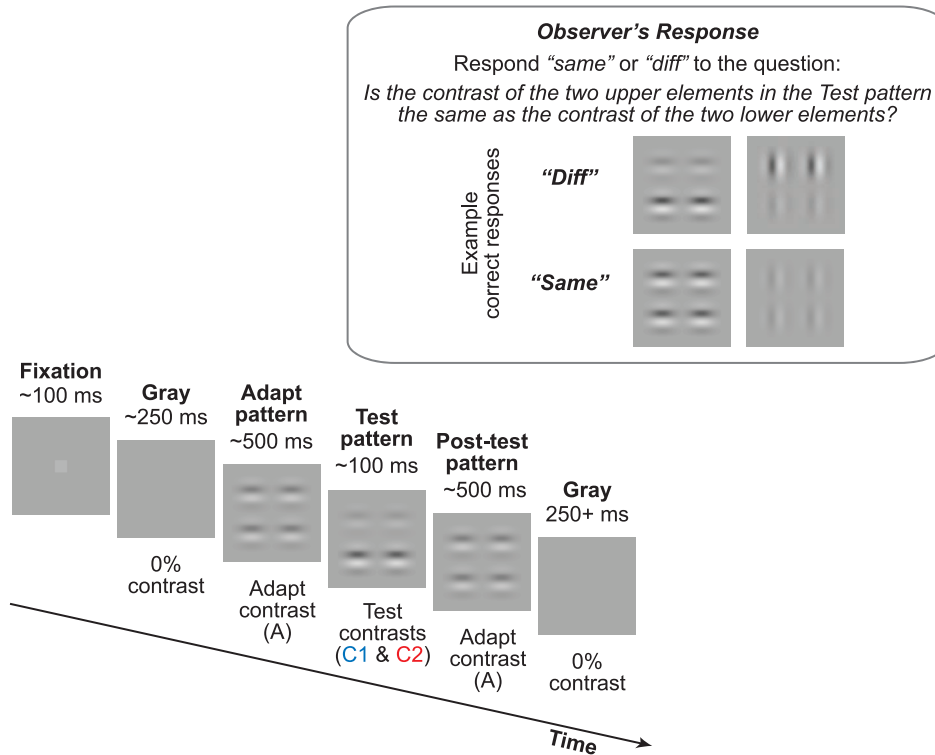 Observer’s Response
Respond “same” or “diff” to the question:
Is the contrast of the two upper elements in the Test pattern
the same as the contrast of the two lower elements?
Example
correct responses
“Diff”
“Same”
Fixation
~100 ms
Gray
~250 ms
0%
contrast
Adapt
pattern
~500 ms
Adapt
contrast
(A)
Test
pattern
~100 ms
Test
contrasts
(C1 & C2)
Post-test
pattern
~500 ms
Adapt
contrast
(A)
Gray
250+ ms
0%
contrast
Time